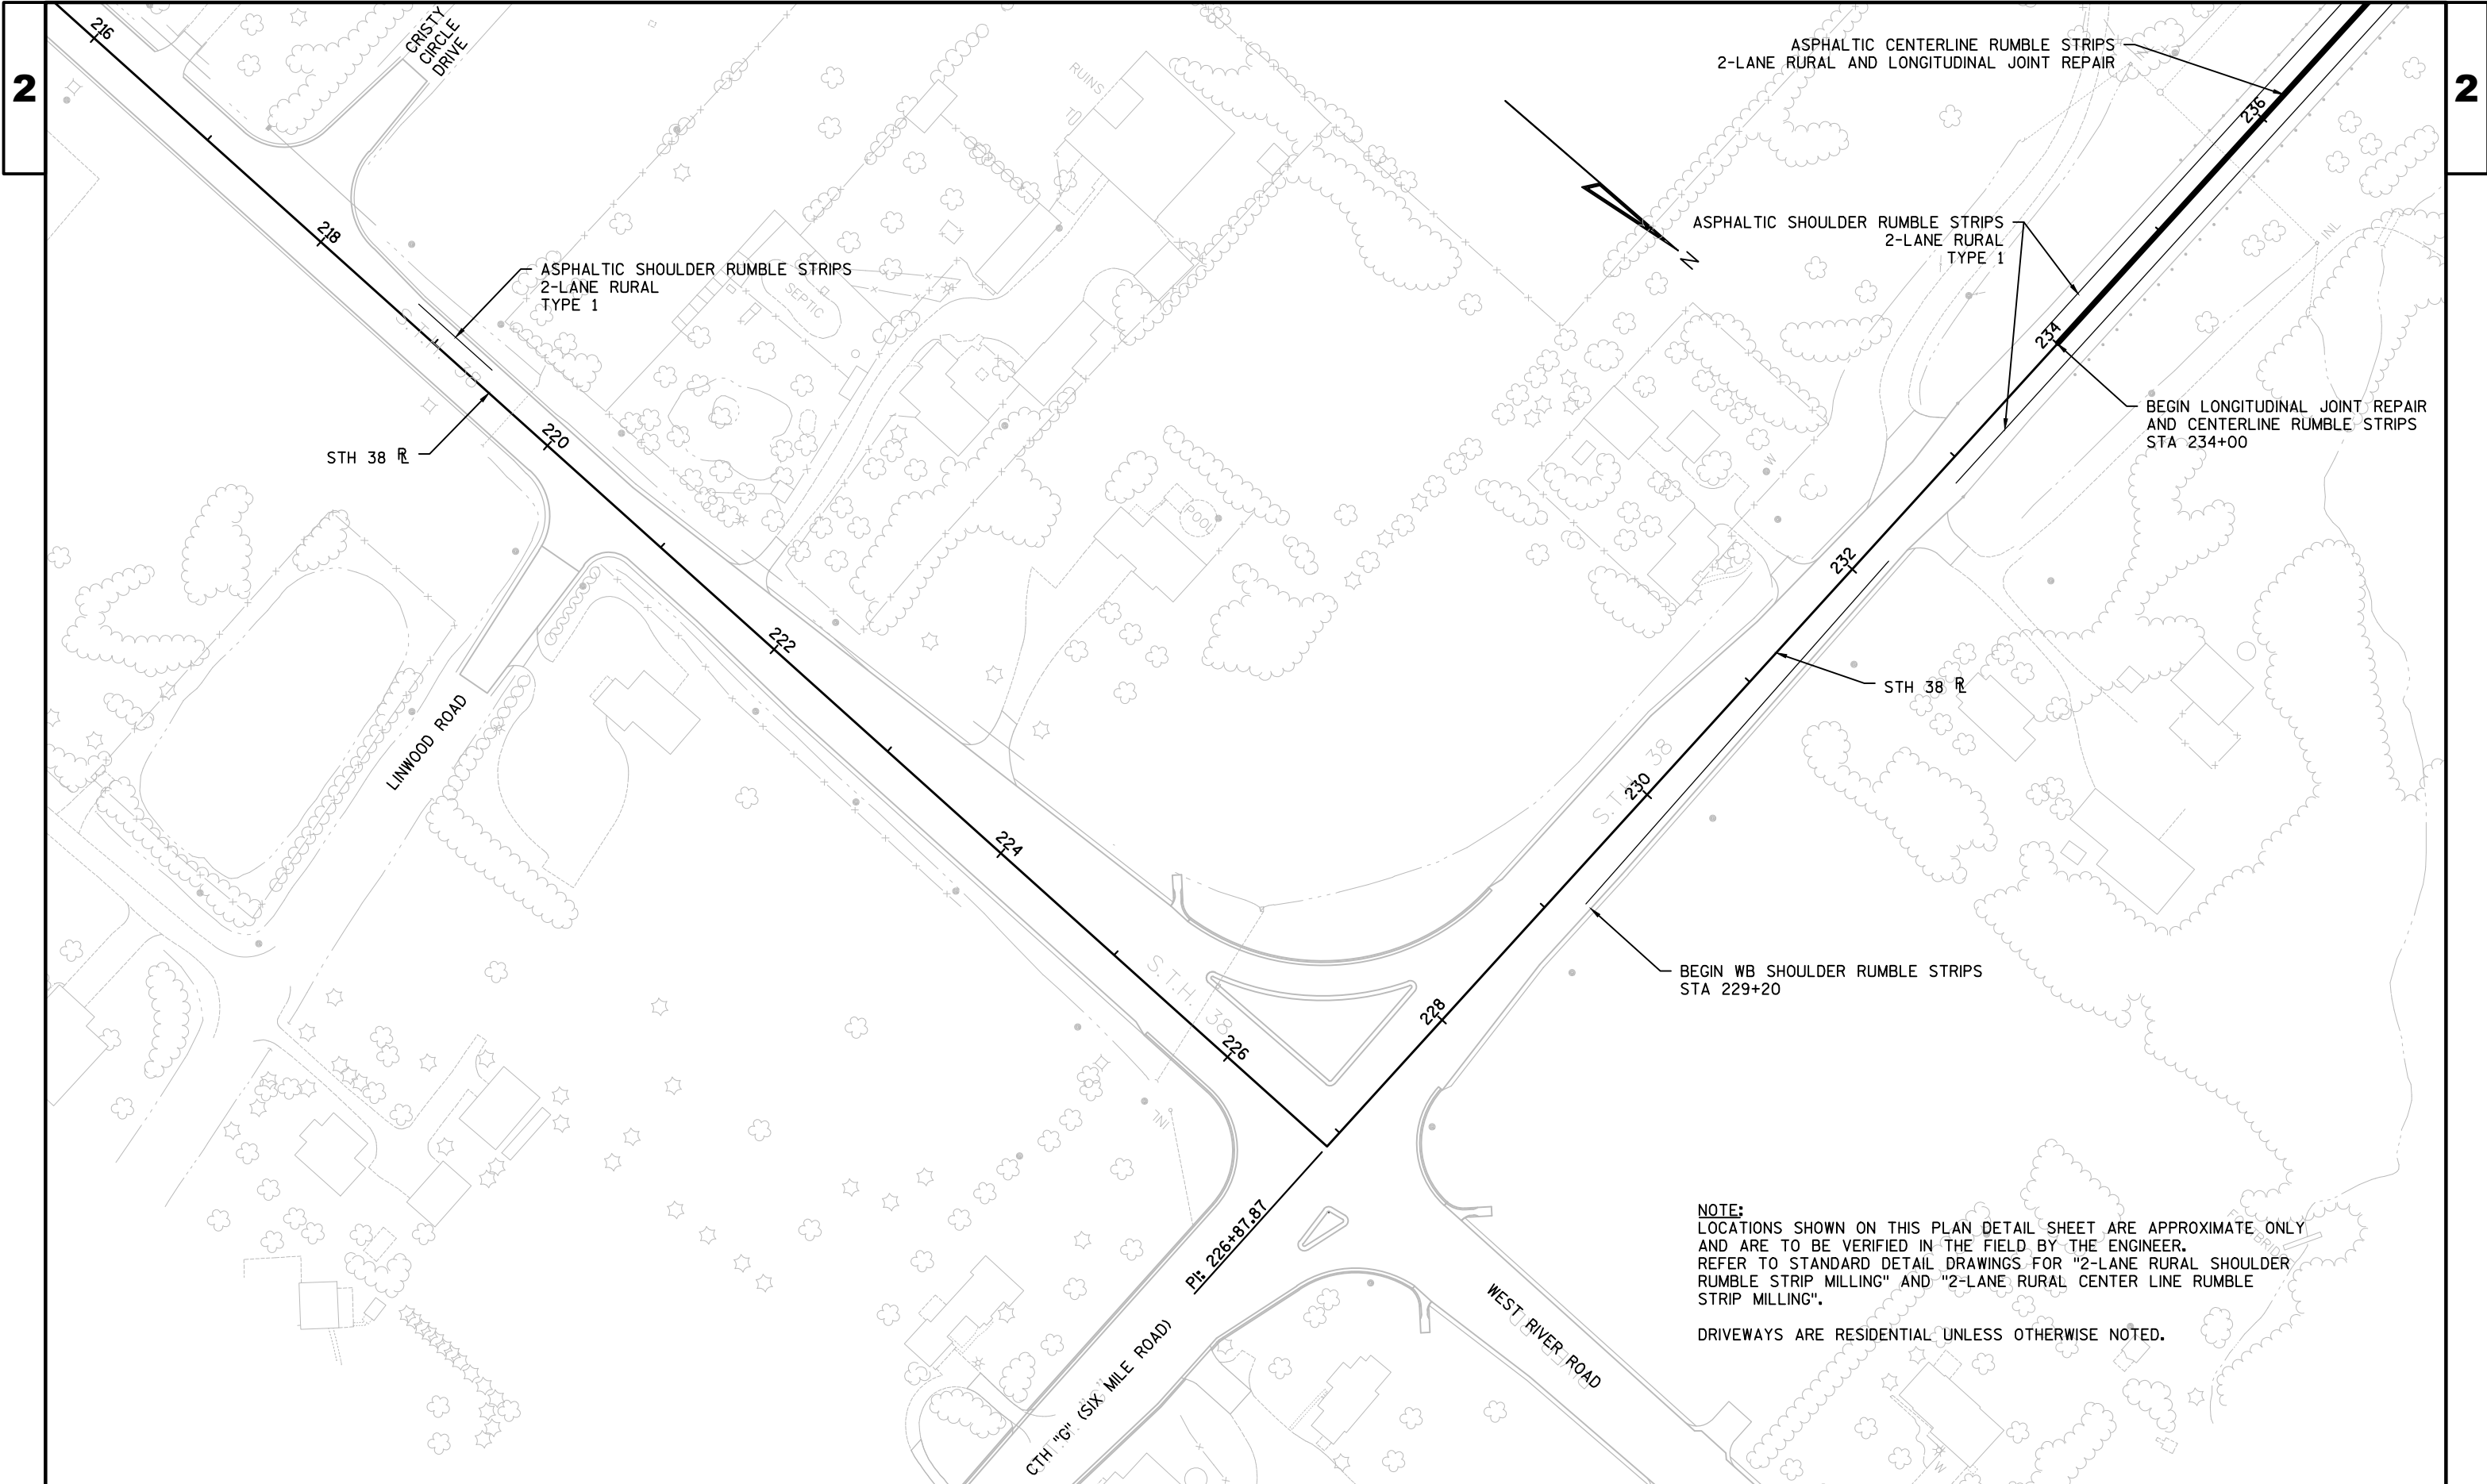 2
2
216
CRISTY
CIRCLE
DRIVE
RUINS
ASPHALTIC CENTERLINE RUMBLE STRIPS
2-LANE RURAL AND LONGITUDINAL JOINT REPAIR
236
INL
218
ASPHALTIC SHOULDER RUMBLE STRIPS
2-LANE RURAL
TYPE 1
SEPTIC
N
ASPHALTIC SHOULDER RUMBLE STRIPS
2-LANE RURAL
TYPE 1
INL
234
S.T.H. 38
STH 38 R/L
220
BEGIN LONGITUDINAL JOINT REPAIR
AND CENTERLINE RUMBLE STRIPS
STA 234+00
W
POOL
232
222
STH 38 R/L
LINWOOD ROAD
S.T.H. 38
230
224
S.T.H. 38
BEGIN WB SHOULDER RUMBLE STRIPS
STA 229+20
228
226
INL
PI: 226+87.87
CTH "G" (SIX MILE ROAD)
WEST RIVER ROAD
NOTE:
LOCATIONS SHOWN ON THIS PLAN DETAIL SHEET ARE APPROXIMATE ONLY
AND ARE TO BE VERIFIED IN THE FIELD BY THE ENGINEER.
REFER TO STANDARD DETAIL DRAWINGS FOR "2-LANE RURAL SHOULDER
RUMBLE STRIP MILLING" AND "2-LANE RURAL CENTER LINE RUMBLE
STRIP MILLING".
DRIVEWAYS ARE RESIDENTIAL UNLESS OTHERWISE NOTED.
W